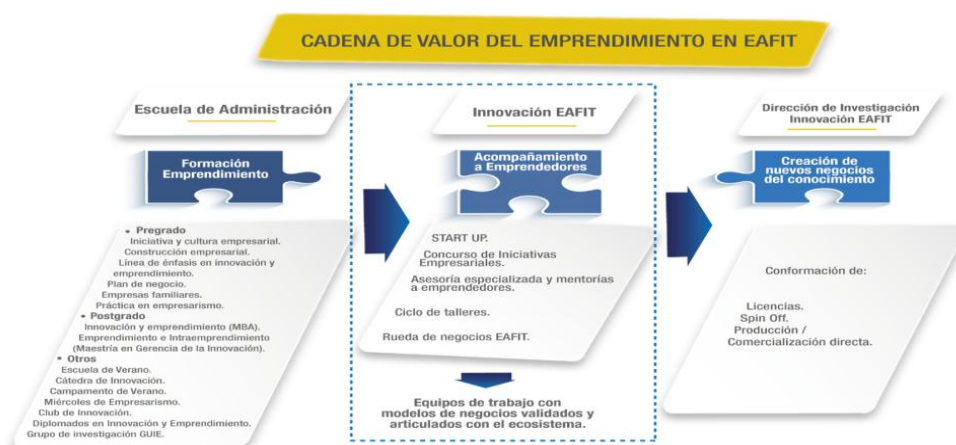 CADENA DE VALOR DEL EMPRENDIMIENTO EN EAFIT
Escuela de Administración
Formación
Emprendimiento
• Pregrado
Iniciativa y cultura empresarial.
Construcción empresarial.
Línea de énfasis en innovación y
emprendimiento.
Plan de negocio.
Empresas familiares.
Práctica en empresarismo.
• Postgrado
Innovación y emprendimiento (MBA).
Emprendimiento e Intraemprendimiento
(Maestría en Gerencia de la Innovación).
• Otros
Escuela de Verano.
Cátedra de Innovación.
Campamento de Verano.
Miércoles de Empresarismo.
Club de Innovación.
Diplomados en Innovación y Emprendimiento.
Grupo de investigación GUIE.
Innovación EAFIT
Acompañamiento
a Emprendedores
START UP.
Concurso de Iniciativas
Empresariales.
Asesoría especializada y mentorías
a emprendedores.
Ciclo de talleres.
Rueda de negocios EAFIT.
Equipos de trabajo con
modelos de negocios validados y
articulados con el ecosistema.
Dirección de Investigación
Innovación EAFIT
Creación de
nuevos negocios
del conocimiento
Conformación de:
Licencias.
Spin Off.
Producción /
Comercialización directa.